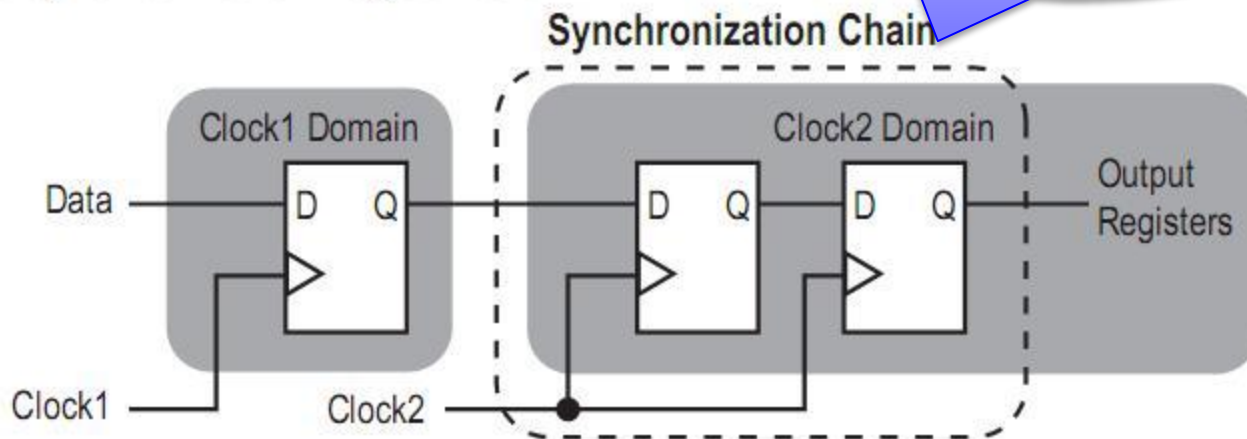 Synchronization Chain
Clock1 Domain
Clock2 Domain
Data
D Q
D Q
D Q
Output
Registers
Clock1
Clock2